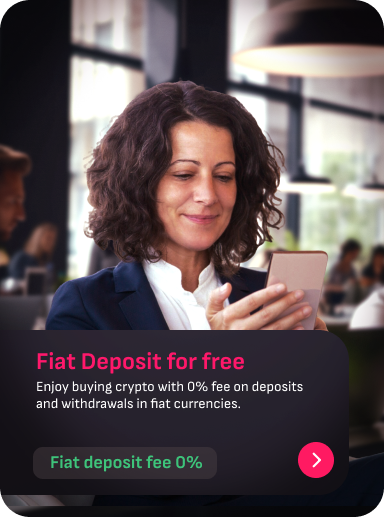 Fiat Deposit for free
Enjoy buying crypto with 0% fee on deposits
and withdrawals in fiat currencies.
Fiat deposit fee 0%